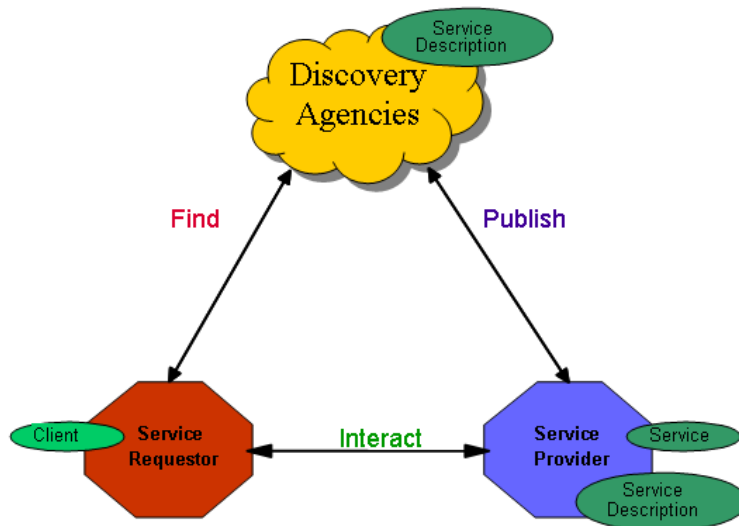 Service
Description
Discovery
Agencies
Find
Publish
Client
Service
Requestor
Interact
Service
Provider
Service
Service
Description